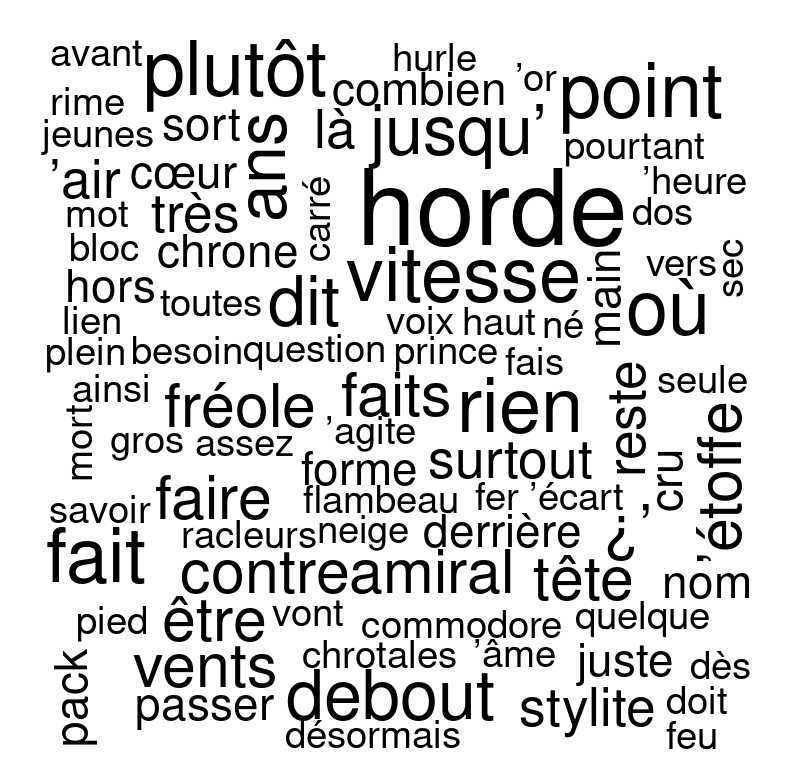 avant plutôt hurle combien 'or , point
rime jeunes sort ans là jusqu' pourtant
'air cœur carré horde 'heure
mot très dos
bloc chrone vitesse main vers sec
hors toutes dit où
lien voix haut né
plein besoin question prince fais
ainsi fréole faits rien reste seule
mort gros assez 'agite
forme surtout cru 'étoffe
savoir faire flambeau fer 'écart ,
fait racleurs neige derrière ¿
contreamiral tête nom
pied être vont commodore quelque
vents chrotales 'âme juste dès
pack passer debout stylite doit
désormais feu